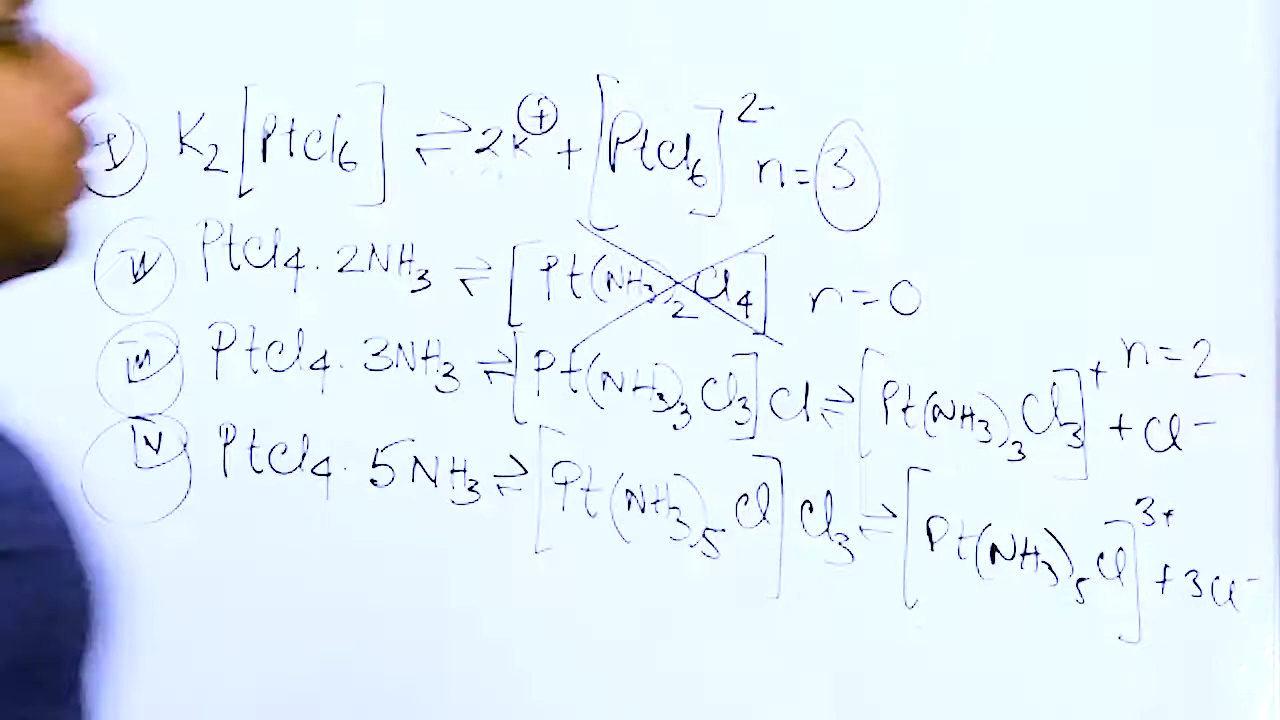 I K₂[PtCl₆] ⇌ 2K⊕ + [PtCl₆]²⁻ n=3
II PtCl₄·2NH₃ ⇌ [Pt(NH₃)₂Cl₄] n=0
III PtCl₄·3NH₃ ⇌ [Pt(NH₃)₃Cl₃]Cl ⇌ [Pt(NH₃)₃Cl₃]⁺ + Cl⁻ n=2
IV PtCl₄·5NH₃ ⇌ [Pt(NH₃)₅Cl]Cl₃ ⇌ [Pt(NH₃)₅Cl]³⁺ + 3Cl⁻